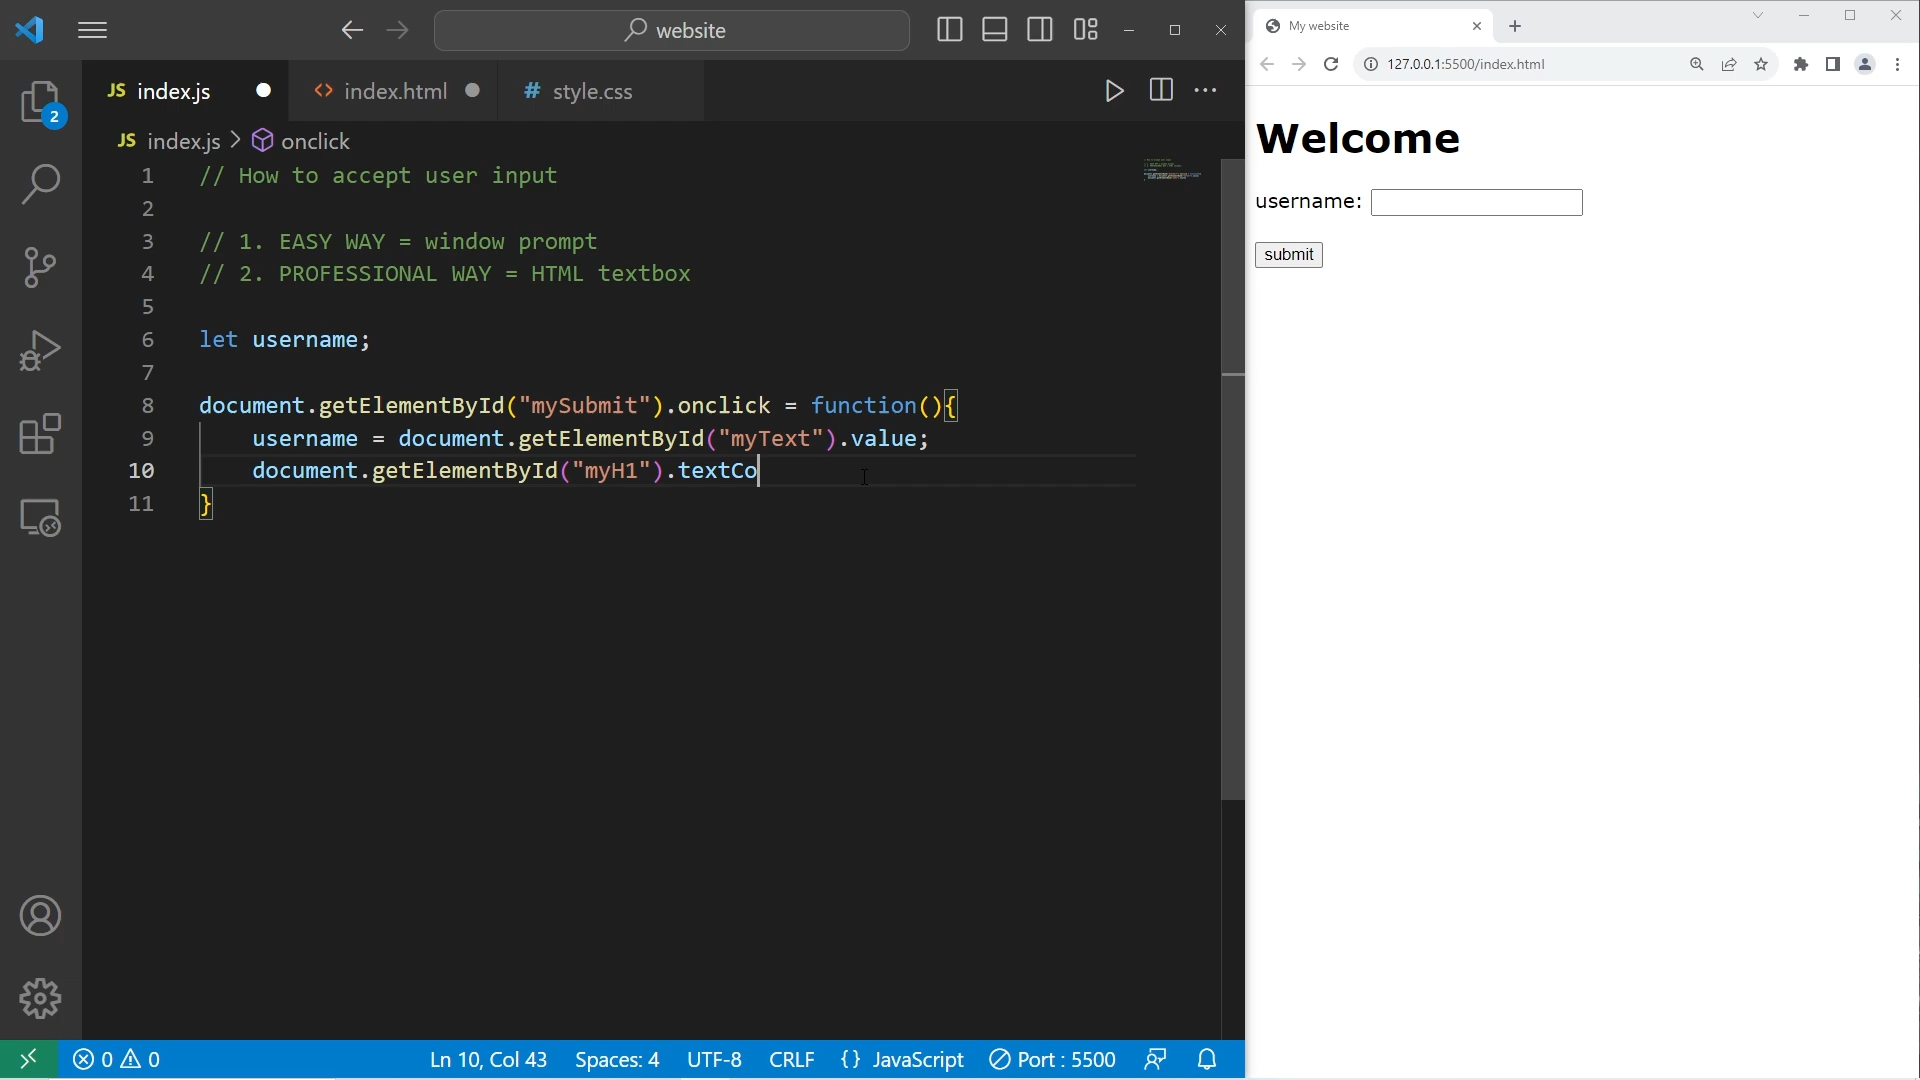 website
JS index.js
<> index.html
# style.css
2
JS index.js > onclick
1 // How to accept user input
2
3 // 1. EASY WAY = window prompt
4 // 2. PROFESSIONAL WAY = HTML textbox
5
6 let username;
7
8 document.getElementById("mySubmit").onclick = function(){
9 username = document.getElementById("myText").value;
10 document.getElementById("myH1").textCo
11 }
0 0
Ln 10, Col 43
Spaces: 4
UTF-8
CRLF
{} JavaScript
Port : 5500
My website
127.0.0.1:5500/index.html
Welcome
username:
submit